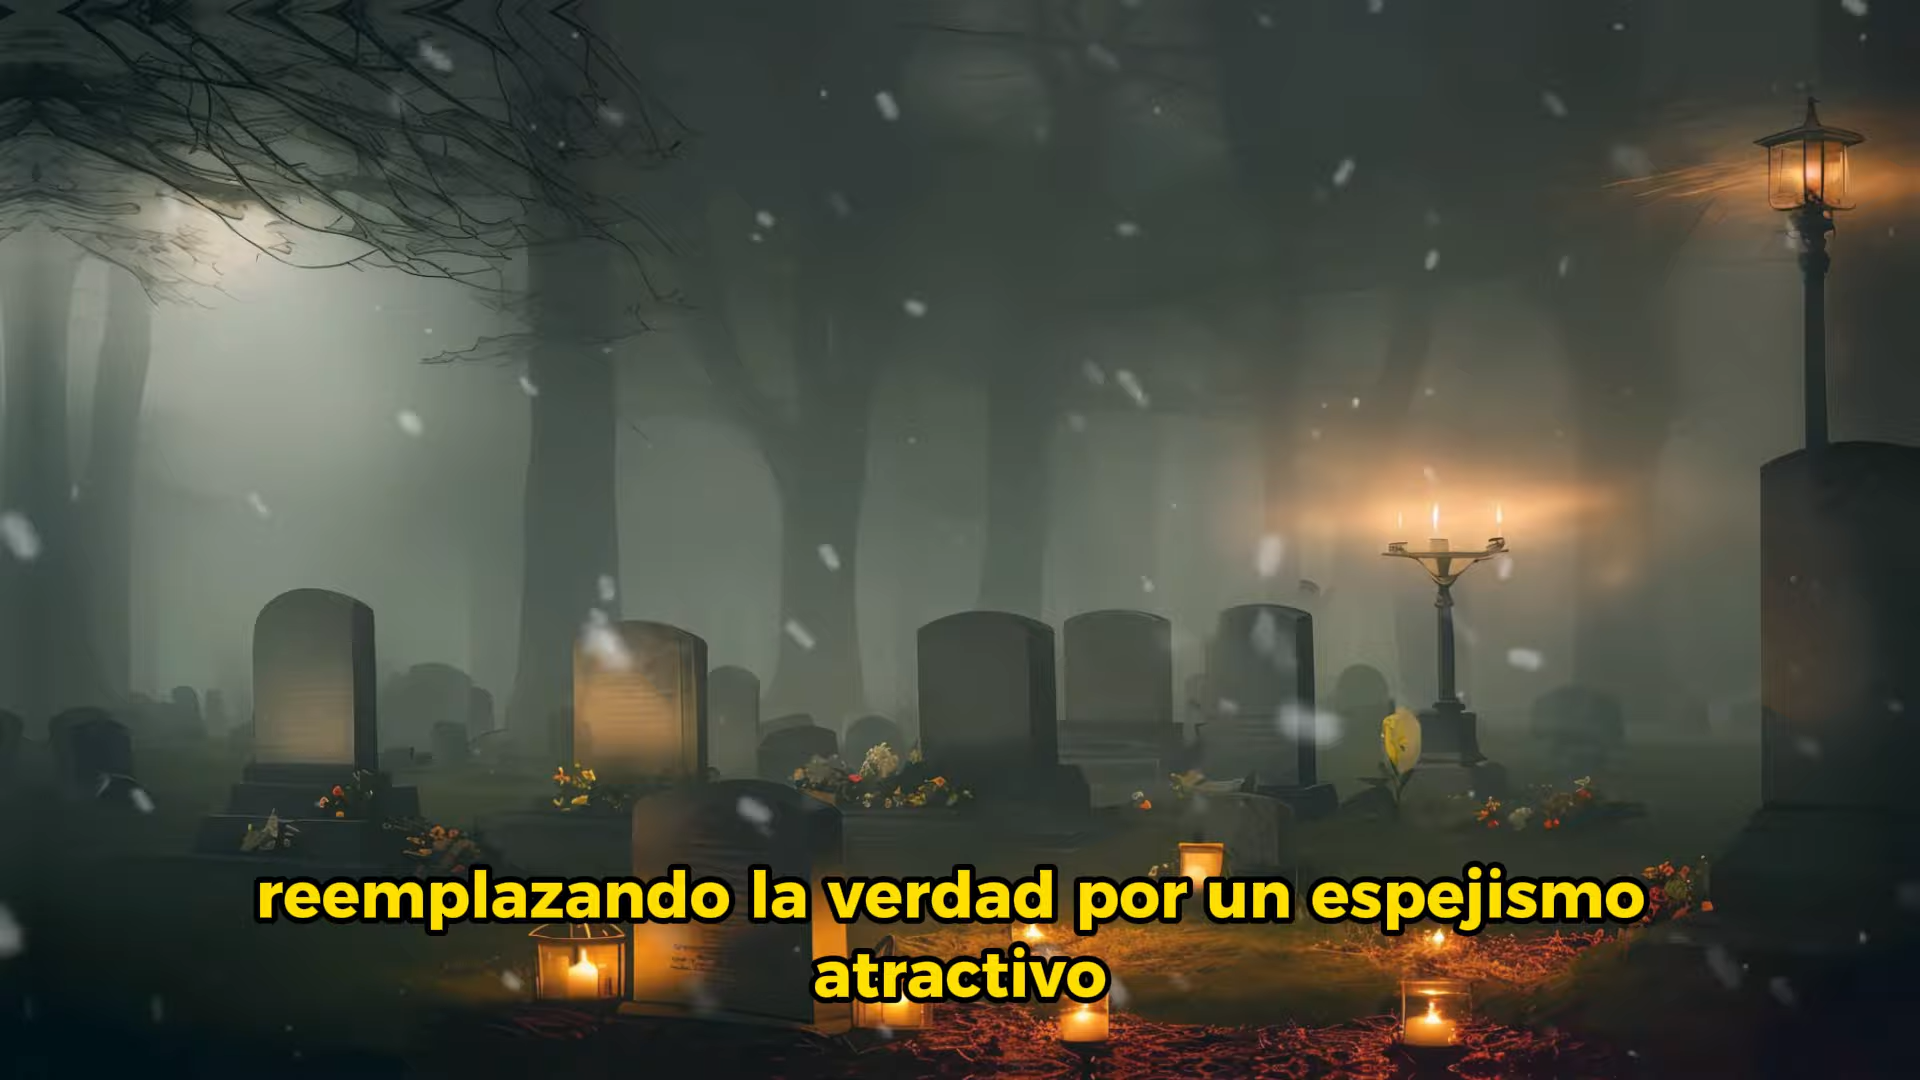 reemplazando la verdad por un espejismo
atractivo